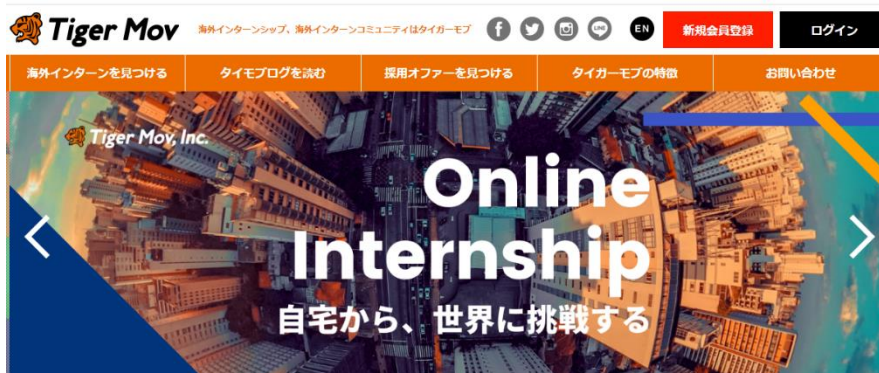 Tiger Mov
海外インターンシップ、海外インターンコミュニティはタイガーモブ
LINE
EN
新規会員登録
ログイン
海外インターンを見つける
タイモブログを読む
採用オファーを見つける
タイガーモブの特徴
お問い合わせ
Tiger Mov, Inc.
Online
Internship
自宅から、世界に挑戦する